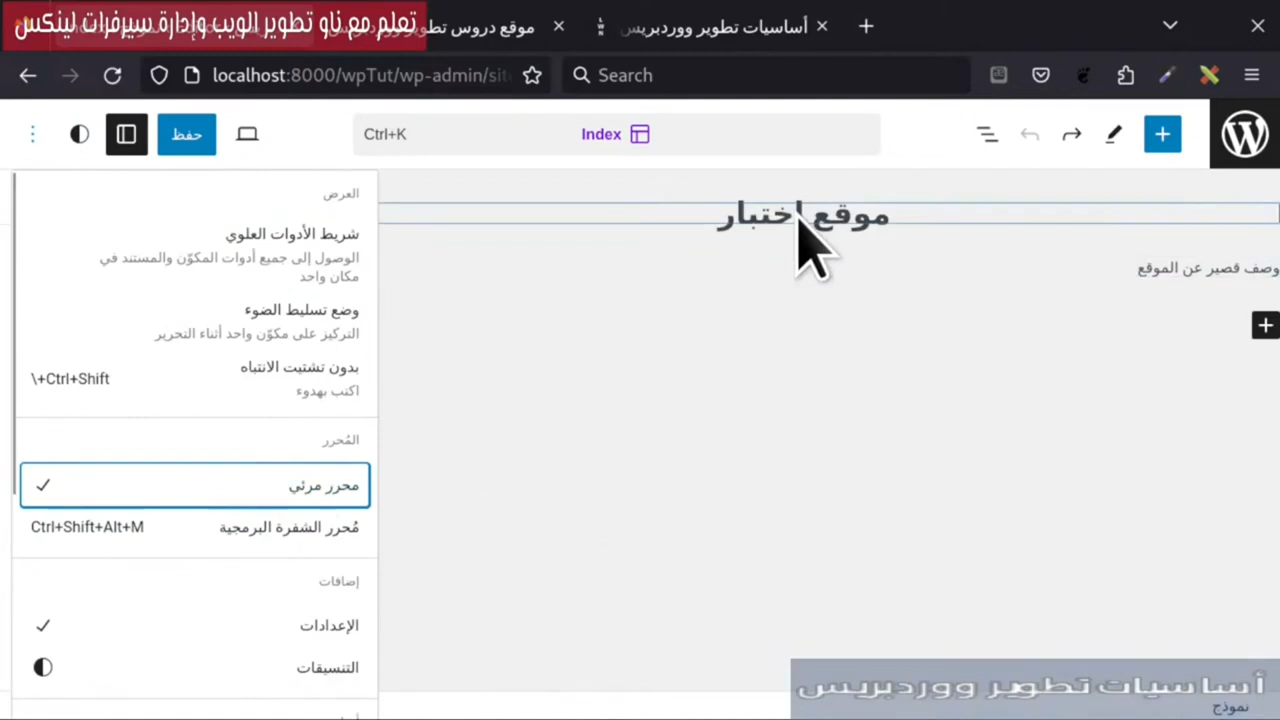 تعلم مع ناو تطوير الويب وإدارة سيرفرات لينكس
موقع دروس تطوير ووردبريس
أساسيات تطوير ووردبريس
localhost:8000/wpTut/wp-admin/sit
Search
حفظ
Ctrl+K
Index
العرض
شريط الأدوات العلوي
الوصول إلى جميع أدوات المكوّن والمستند في
مكان واحد
وضع تسليط الضوء
التركيز على مكوّن واحد أثناء التحرير
بدون تشتيت الانتباه
\+Ctrl+Shift
اكتب بهدوء
المُحرر
محرر مرئي
مُحرر الشفرة البرمجية
Ctrl+Shift+Alt+M
إضافات
الإعدادات
التنسيقات
موقع إختبار
وصف قصير عن الموقع
أساسيات تطوير ووردبريس
نموذج